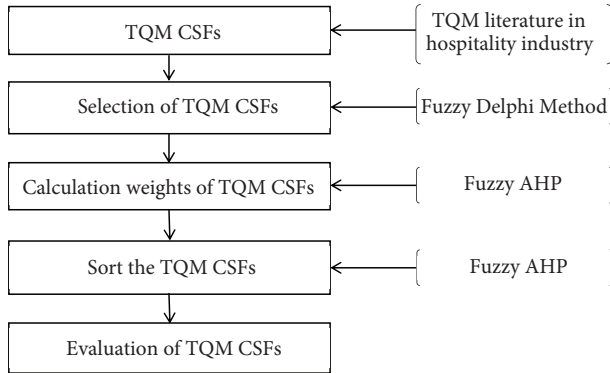 TQM CSFs
TQM literature in
hospitality industry
Selection of TQM CSFs
Fuzzy Delphi Method
Calculation weights of TQM CSFs
Fuzzy AHP
Sort the TQM CSFs
Fuzzy AHP
Evaluation of TQM CSFs